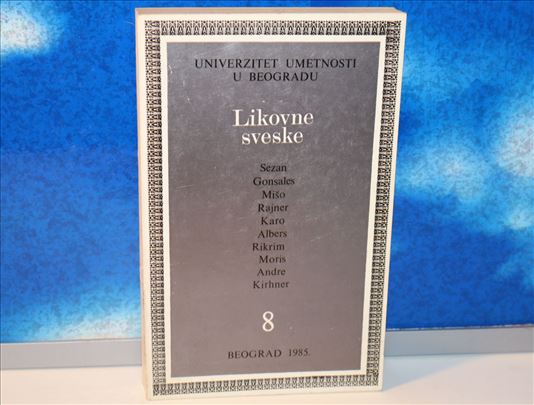 UNIVERZITET UMETNOSTI
U BEOGRADU
Likovne
sveske
Sezan
Gonsales
Mišo
Rajner
Karo
Albers
Rikrim
Moris
Andre
Kirhner
8
BEOGRAD 1985.